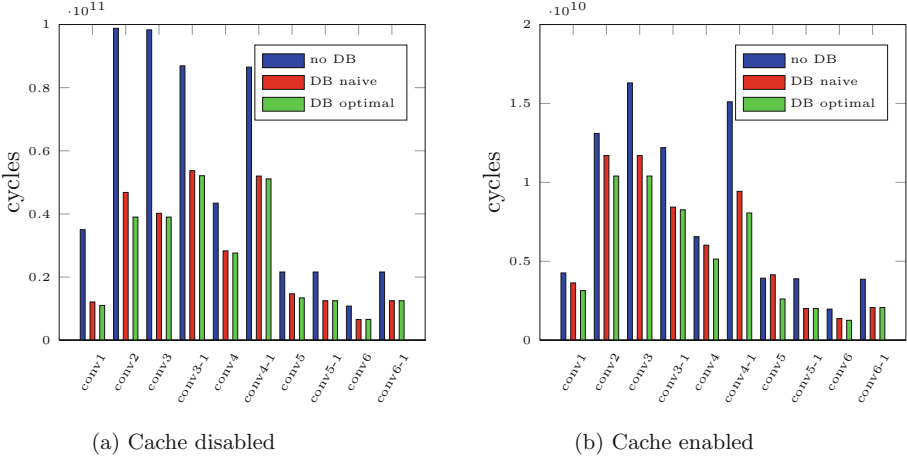 ·10¹¹
1
0.8
0.6
0.4
0.2
0
cycles
no DB
DB naive
DB optimal
conv1
conv2
conv3
conv3-1
conv4
conv4-1
conv5
conv5-1
conv6
conv6-1
(a) Cache disabled
·10¹⁰
2
1.5
1
0.5
0
cycles
no DB
DB naive
DB optimal
conv1
conv2
conv3
conv3-1
conv4
conv4-1
conv5
conv5-1
conv6
conv6-1
(b) Cache enabled